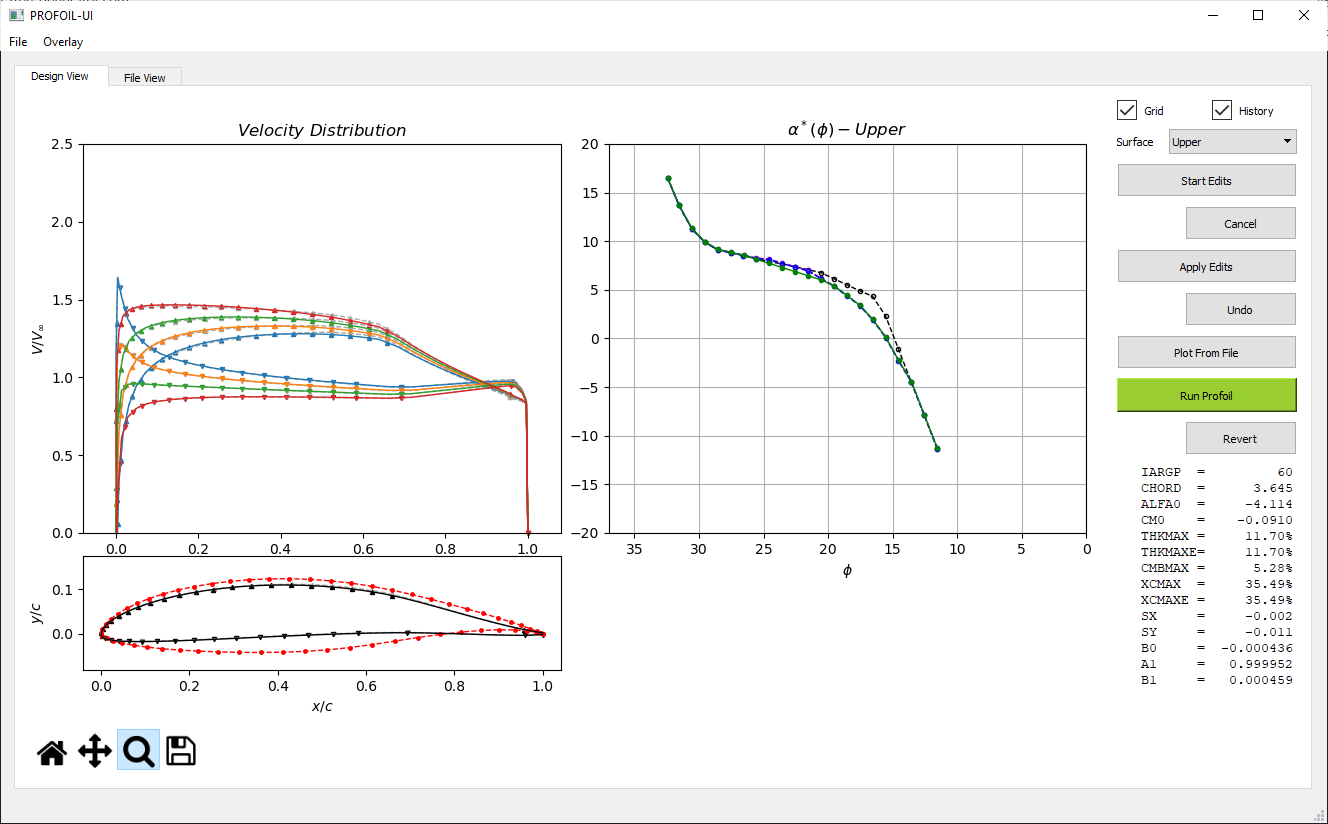 PROFOIL-UI
File Overlay
Design View File View
Velocity Distribution
2.5
2.0
1.5
1.0
0.5
0.0
V/V∞
0.0 0.2 0.4 0.6 0.8 1.0
0.1
0.0
y/c
0.0 0.2 0.4 0.6 0.8 1.0
x/c
α*(ϕ) − Upper
20
15
10
5
0
−5
−10
−15
−20
35 30 25 20 15 10 5 0
ϕ
Grid History
Surface Upper
Start Edits
Cancel
Apply Edits
Undo
Plot From File
Run Profoil
Revert
IARGP = 60
CHORD = 3.645
ALFA0 = -4.114
CM0 = -0.0910
THKMAX = 11.70%
THKMAXE= 11.70%
CMBMAX = 5.28%
XCMAX = 35.49%
XCMAXE = 35.49%
SX = -0.002
SY = -0.011
B0 = -0.000436
A1 = 0.999952
B1 = 0.000459